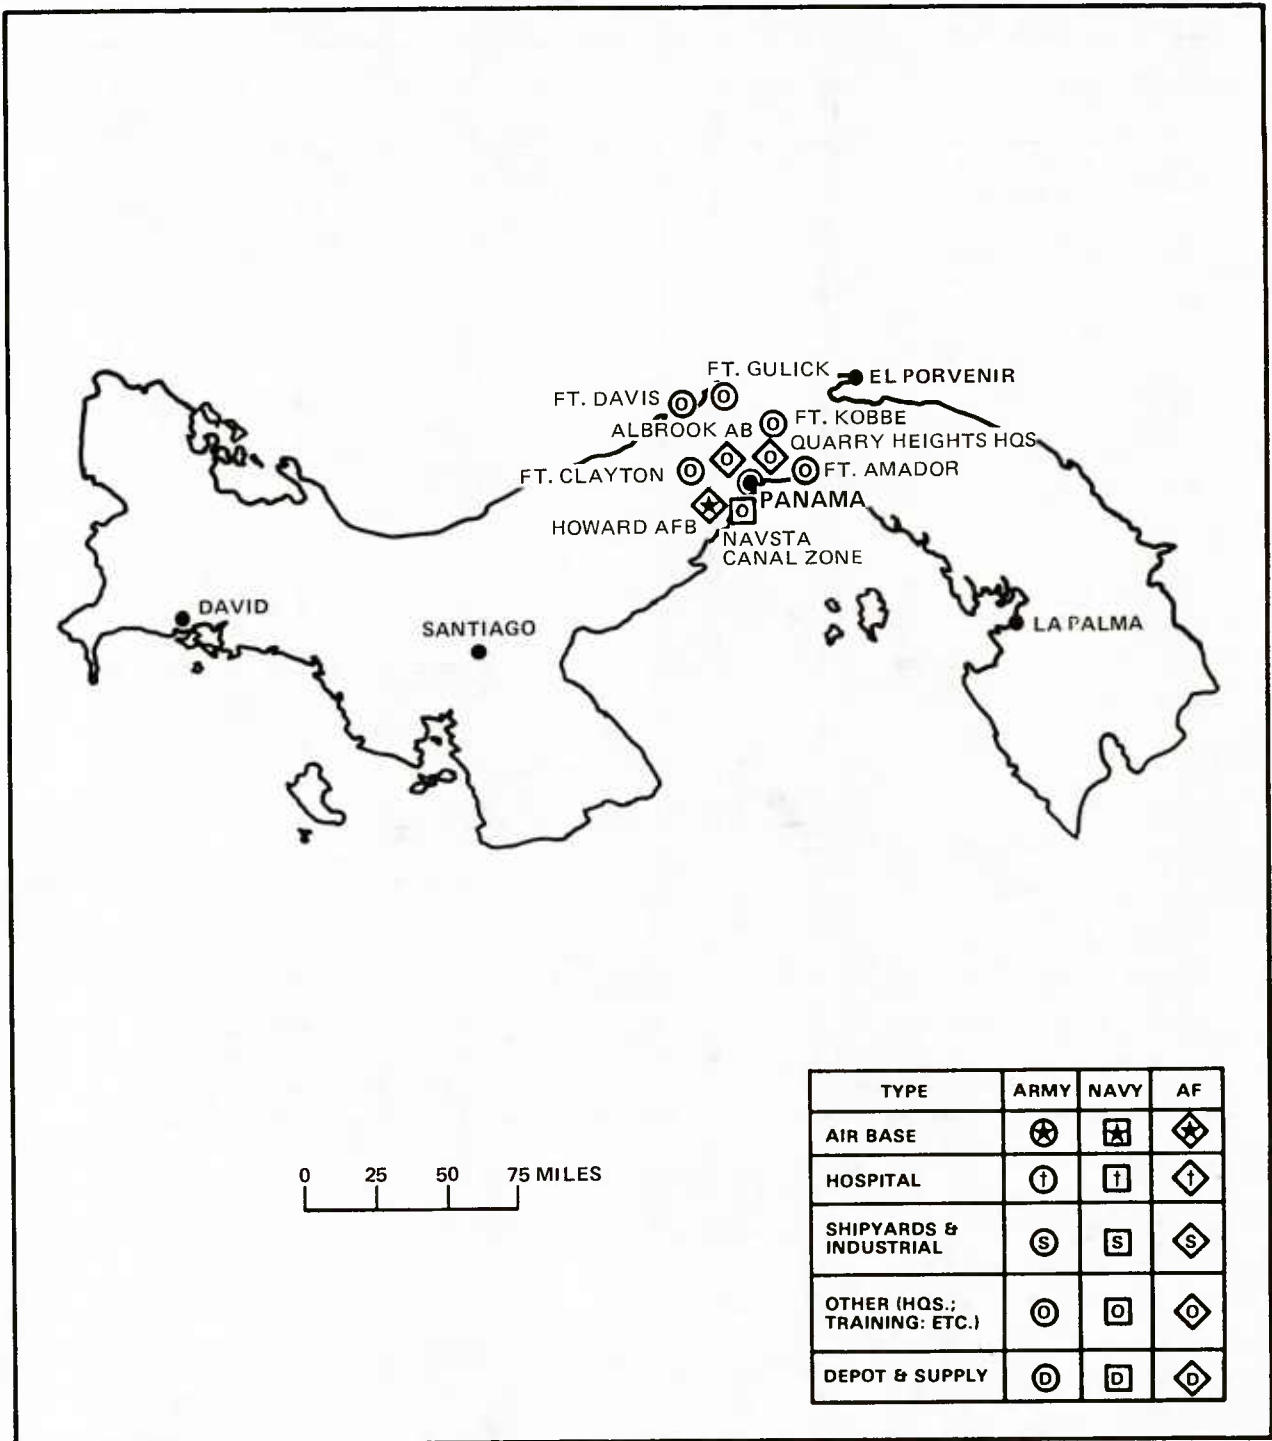 FT. GULICK
EL PORVENIR
FT. DAVIS
FT. KOBBE
ALBROOK AB
QUARRY HEIGHTS HQS
FT. CLAYTON
FT. AMADOR
PANAMA
HOWARD AFB
NAVSTA
CANAL ZONE
DAVID
SANTIAGO
LA PALMA
O
O
O
O
O
O
O
O
0 25 50 75 MILES
TYPE ARMY NAVY AF
AIR BASE
HOSPITAL
SHIPYARDS &
INDUSTRIAL
S S S
OTHER (HQS.;
TRAINING: ETC.)
O O O
DEPOT & SUPPLY
D D D